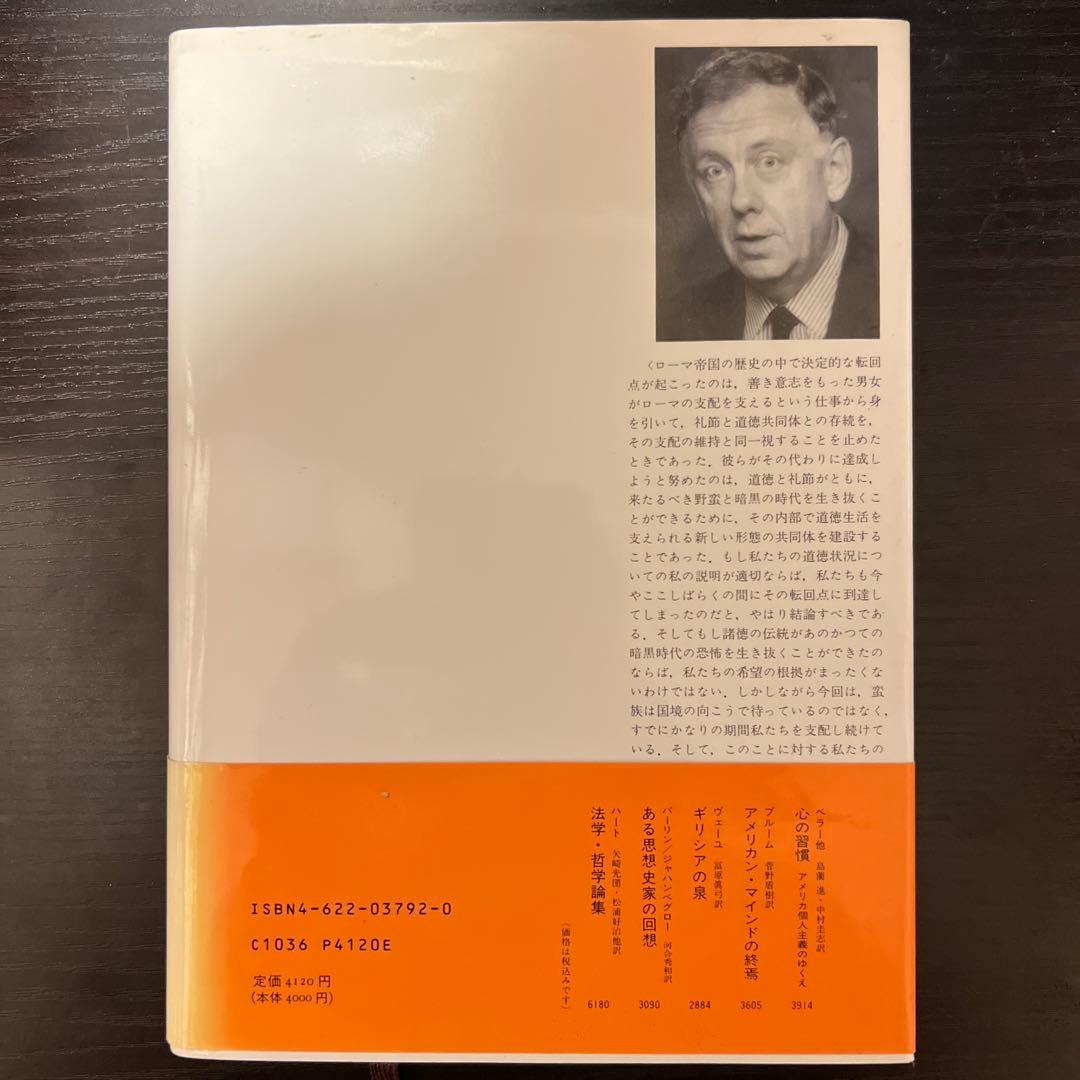 〈ローマ帝国の歴史の中で決定的な転回
点が起こったのは，善き意志をもった男女
がローマの支配を支えるという仕事から身
を引いて，礼節と道徳共同体との存続を，
その支配の維持と同一視することを止めた
ときであった．彼らがその代わりに達成し
ようと努めたのは，道徳と礼節がともに，
来たるべき野蛮と暗黒の時代を生き抜くこ
とができるために，その内部で道徳生活を
支えられる新しい形態の共同体を建設する
ことであった．もし私たちの道徳状況につ
いての私の説明が適切ならば，私たちも今
やここしばらくの間にその転回点に到達し
てしまったのだと，やはり結論すべきであ
る．そしてもし諸徳の伝統があのかつての
暗黒時代の恐怖を生き抜くことができたの
ならば，私たちの希望の根拠がまったくな
いわけではない．しかしながら今回は，蛮
族は国境の向こうで待っているのではなく，
すでにかなりの期間私たちを支配し続けて
いる．そして，このことに対する私たちの
ベラー他 島薗 進・中村圭志訳
心の習慣 アメリカ個人主義のゆくえ
3914
ブルーム 菅野盾樹訳
アメリカン・マインドの終焉
3605
ヴェーユ 冨原眞弓訳
ギリシアの泉
2884
バーリン／ジャハンベグロー 河合秀和訳
ある思想史家の回想
3090
ハート 矢崎光圀・松浦好治他訳
法学・哲学論集
6180
（価格は税込みです）
ISBN4-622-03792-0
C1036 P4120E
定価 4120 円
(本体 4000 円)